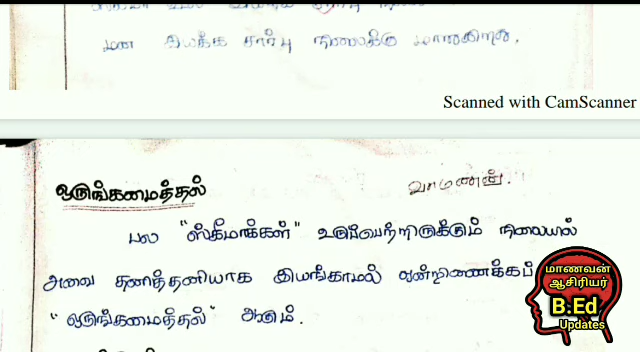 மன இயக்க சார்பு நிலைக்கு மாறுகிறது.
Scanned with CamScanner
ஒருங்கமைத்தல்
பல "ஸ்கீமாக்கள்" உருவெற்றிருக்கும் நிலையில்
அவை தனித்தனியாக இயங்காமல் ஒன்றிணைக்கப்
"ஒருங்கமைத்தல்" ஆகும்.
மாணவன்
ஆசிரியர்
B.Ed
Updates